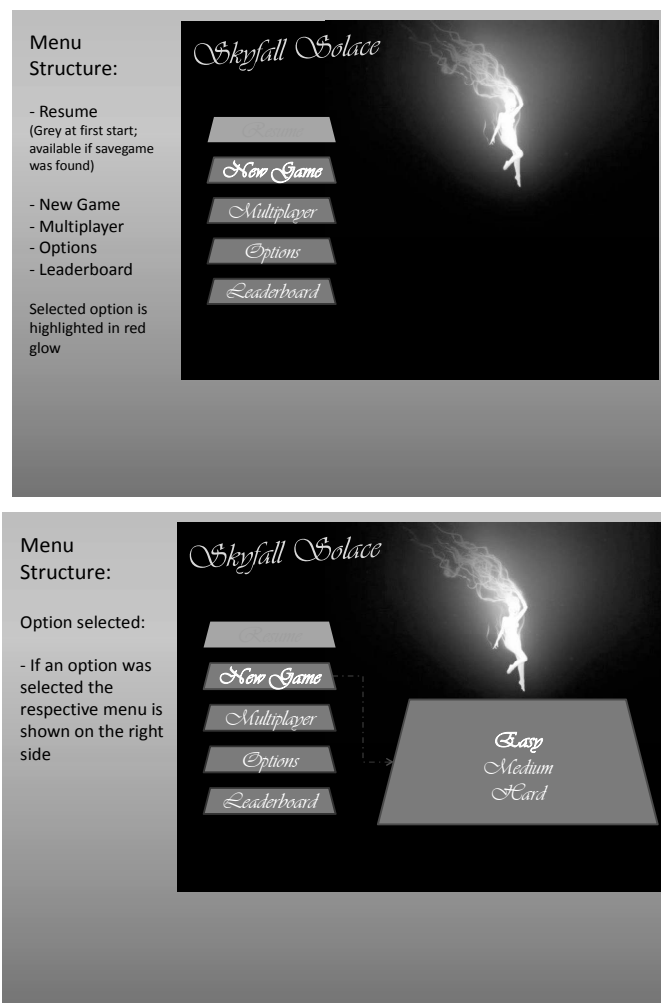 Menu
Structure:
- Resume
(Grey at first start;
available if savegame
was found)
- New Game
- Multiplayer
- Options
- Leaderboard
Selected option is
highlighted in red
glow
Skyfall Solace
Resume
New Game
Multiplayer
Options
Leaderboard
Menu
Structure:
Option selected:
- If an option was
selected the
respective menu is
shown on the right
side
Skyfall Solace
Resume
New Game
Multiplayer
Options
Leaderboard
Easy
Medium
Hard